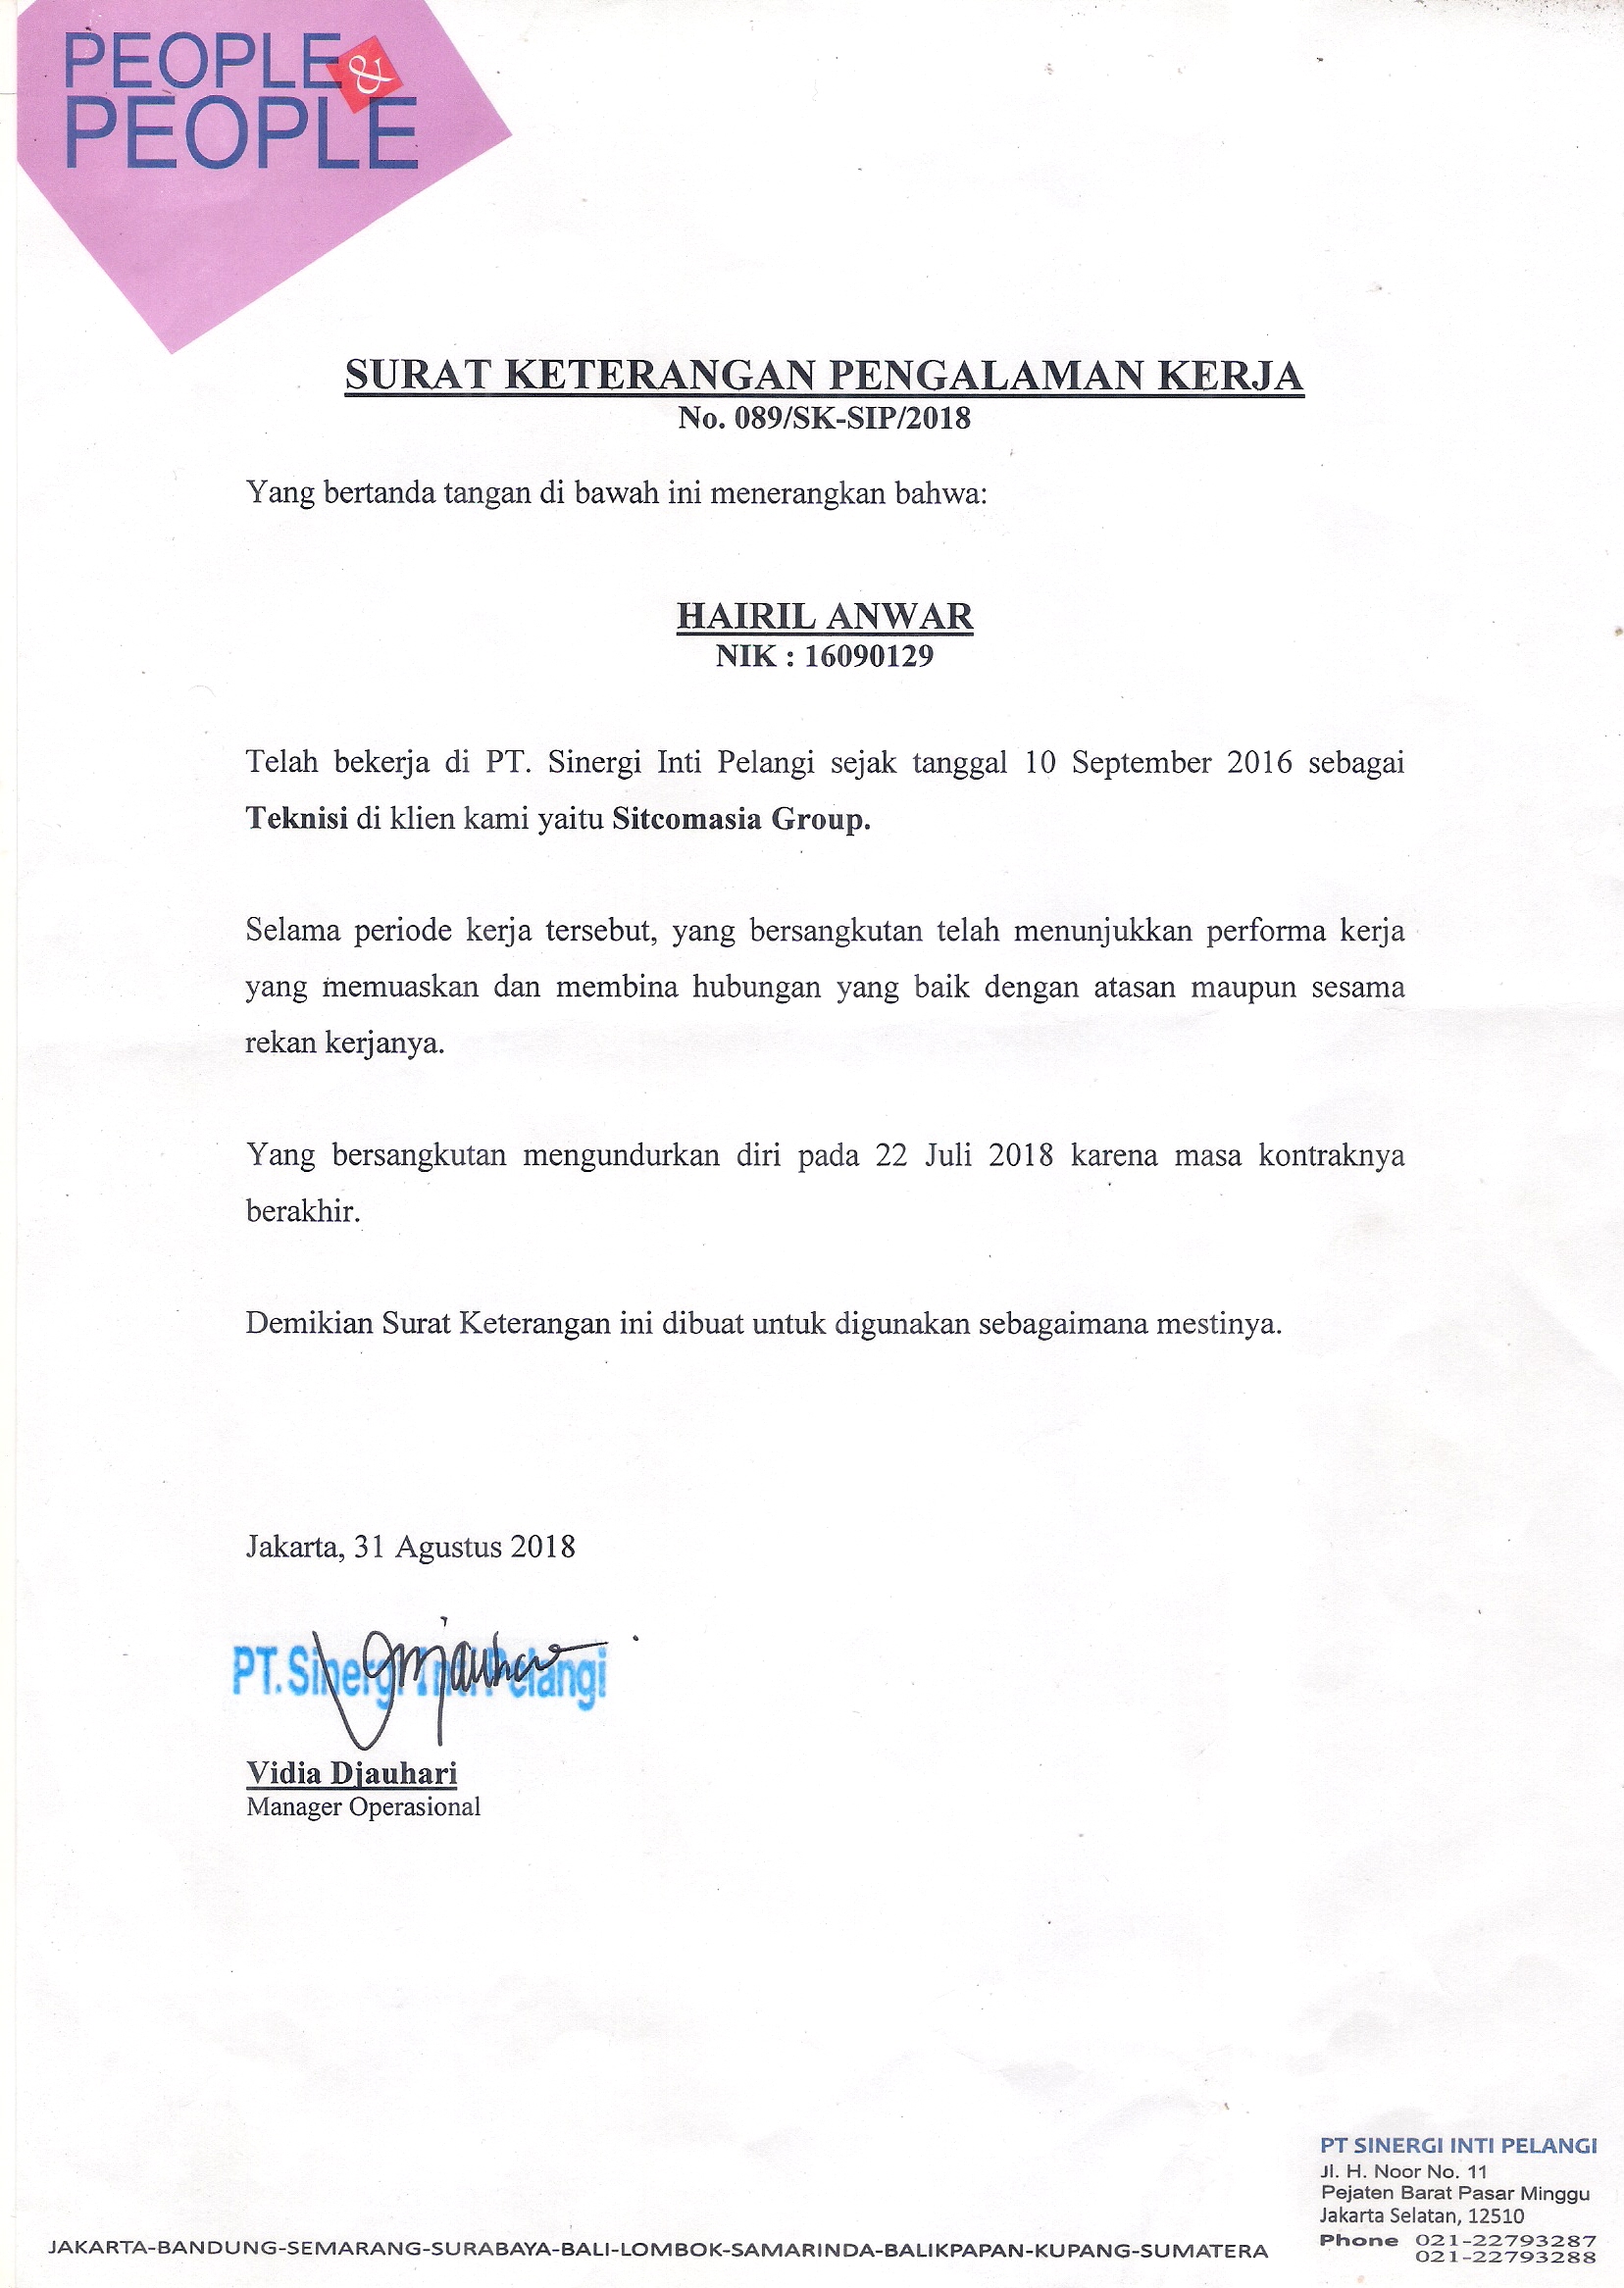 PEOPLE &
PEOPLE
SURAT KETERANGAN PENGALAMAN KERJA
No. 089/SK-SIP/2018
Yang bertanda tangan di bawah ini menerangkan bahwa:
HAIRIL ANWAR
NIK : 16090129
Telah bekerja di PT. Sinergi Inti Pelangi sejak tanggal 10 September 2016 sebagai
Teknisi di klien kami yaitu Sitcomasia Group.
Selama periode kerja tersebut, yang bersangkutan telah menunjukkan performa kerja
yang memuaskan dan membina hubungan yang baik dengan atasan maupun sesama
rekan kerjanya.
Yang bersangkutan mengundurkan diri pada 22 Juli 2018 karena masa kontraknya
berakhir.
Demikian Surat Keterangan ini dibuat untuk digunakan sebagaimana mestinya.
Jakarta, 31 Agustus 2018
PT. Sinergi Inti Pelangi
Vidia Djauhari
Manager Operasional
PT SINERGI INTI PELANGI
Jl. H. Noor No. 11
Pejaten Barat Pasar Minggu
Jakarta Selatan, 12510
Phone 021-22793287
021-22793288
JAKARTA-BANDUNG-SEMARANG-SURABAYA-BALI-LOMBOK-SAMARINDA-BALIKPAPAN-KUPANG-SUMATERA